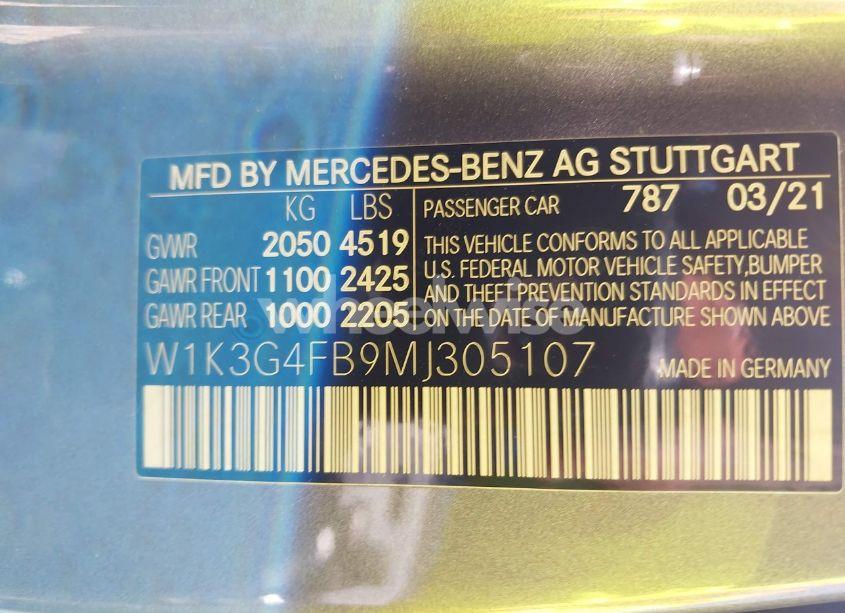 MFD BY MERCEDES-BENZ AG STUTTGART
KG LBS
GVWR 2050 4519
GAWR FRONT 1100 2425
GAWR REAR 1000 2205
PASSENGER CAR 787 03/21
THIS VEHICLE CONFORMS TO ALL APPLICABLE
U.S. FEDERAL MOTOR VEHICLE SAFETY,BUMPER
AND THEFT PREVENTION STANDARDS IN EFFECT
ON THE DATE OF MANUFACTURE SHOWN ABOVE
W1K3G4FB9MJ305107 MADE IN GERMANY
wheelwise